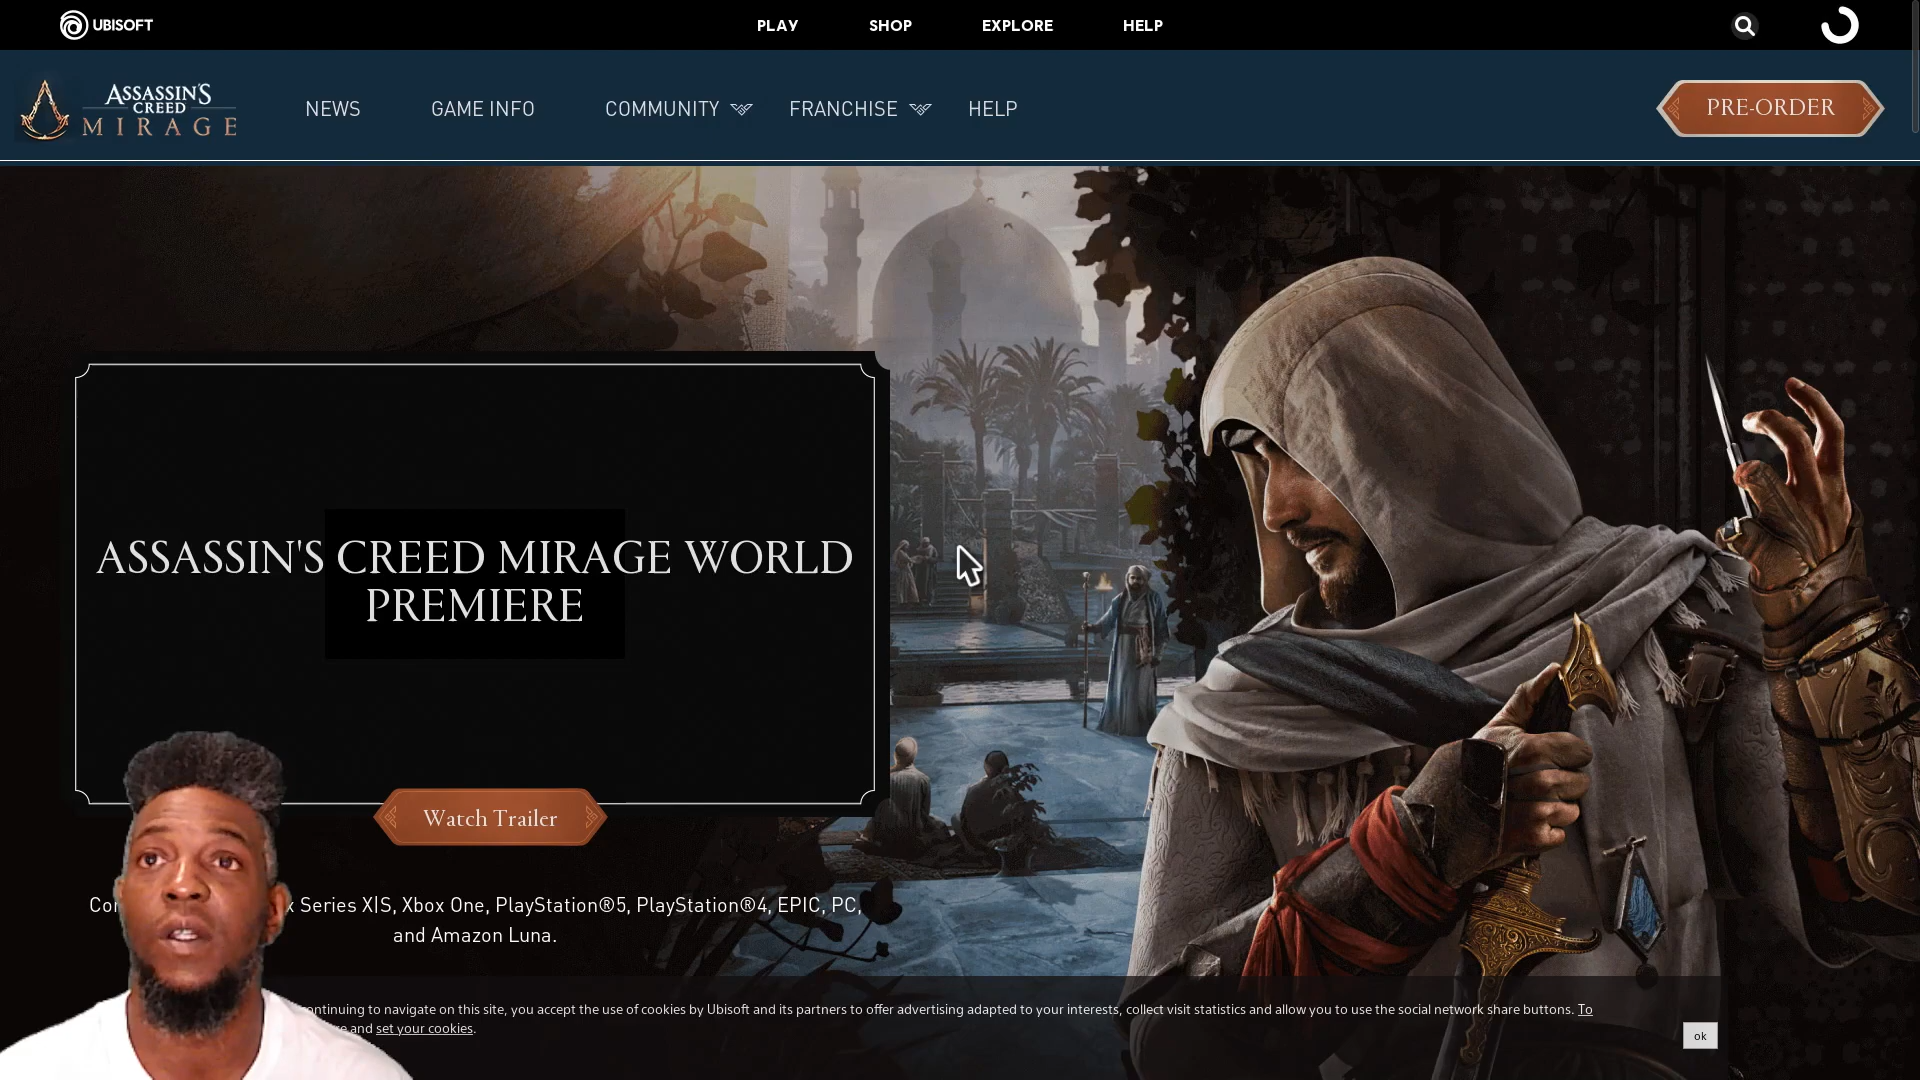 UBISOFT
PLAY SHOP EXPLORE HELP
ASSASSIN'S
CREED
MIRAGE
NEWS GAME INFO COMMUNITY FRANCHISE HELP
PRE-ORDER
ASSASSIN'S CREED MIRAGE WORLD
PREMIERE
Watch Trailer
Series X|S, Xbox One, PlayStation®5, PlayStation®4, EPIC, PC,
and Amazon Luna.
continuing to navigate on this site, you accept the use of cookies by Ubisoft and its partners to offer advertising adapted to your interests, collect visit statistics and allow you to use the social network share buttons. To
and set your cookies.
ok